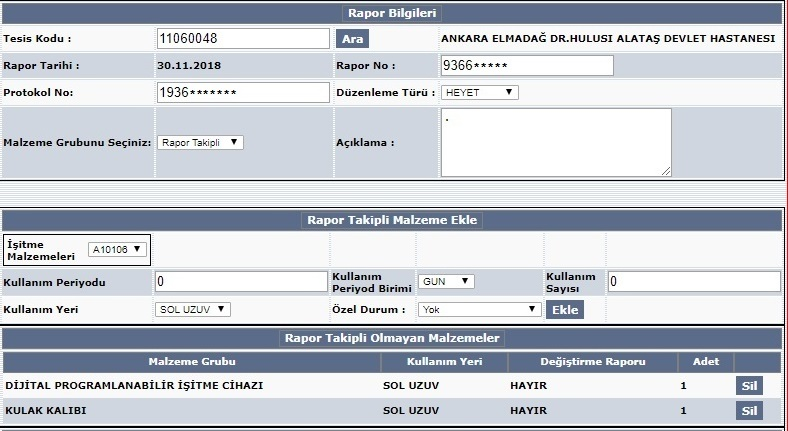 Rapor Bilgileri
Tesis Kodu : 11060048 Ara ANKARA ELMADAĞ DR.HULUSI ALATAŞ DEVLET HASTANESI
Rapor Tarihi : 30.11.2018 Rapor No : 9366*****
Protokol No: 1936******* Düzenleme Türü : HEYET
Malzeme Grubunu Seçiniz: Rapor Takipli Açıklama : .
Rapor Takipli Malzeme Ekle
İşitme Malzemeleri A10106
Kullanım Periyodu 0 Kullanım Periyod Birimi GUN Kullanım Sayısı 0
Kullanım Yeri SOL UZUV Özel Durum : Yok Ekle
Rapor Takipli Olmayan Malzemeler
Malzeme Grubu Kullanım Yeri Değiştirme Raporu Adet
DİJİTAL PROGRAMLANABİLİR İŞİTME CİHAZI SOL UZUV HAYIR 1 Sil
KULAK KALIBI SOL UZUV HAYIR 1 Sil